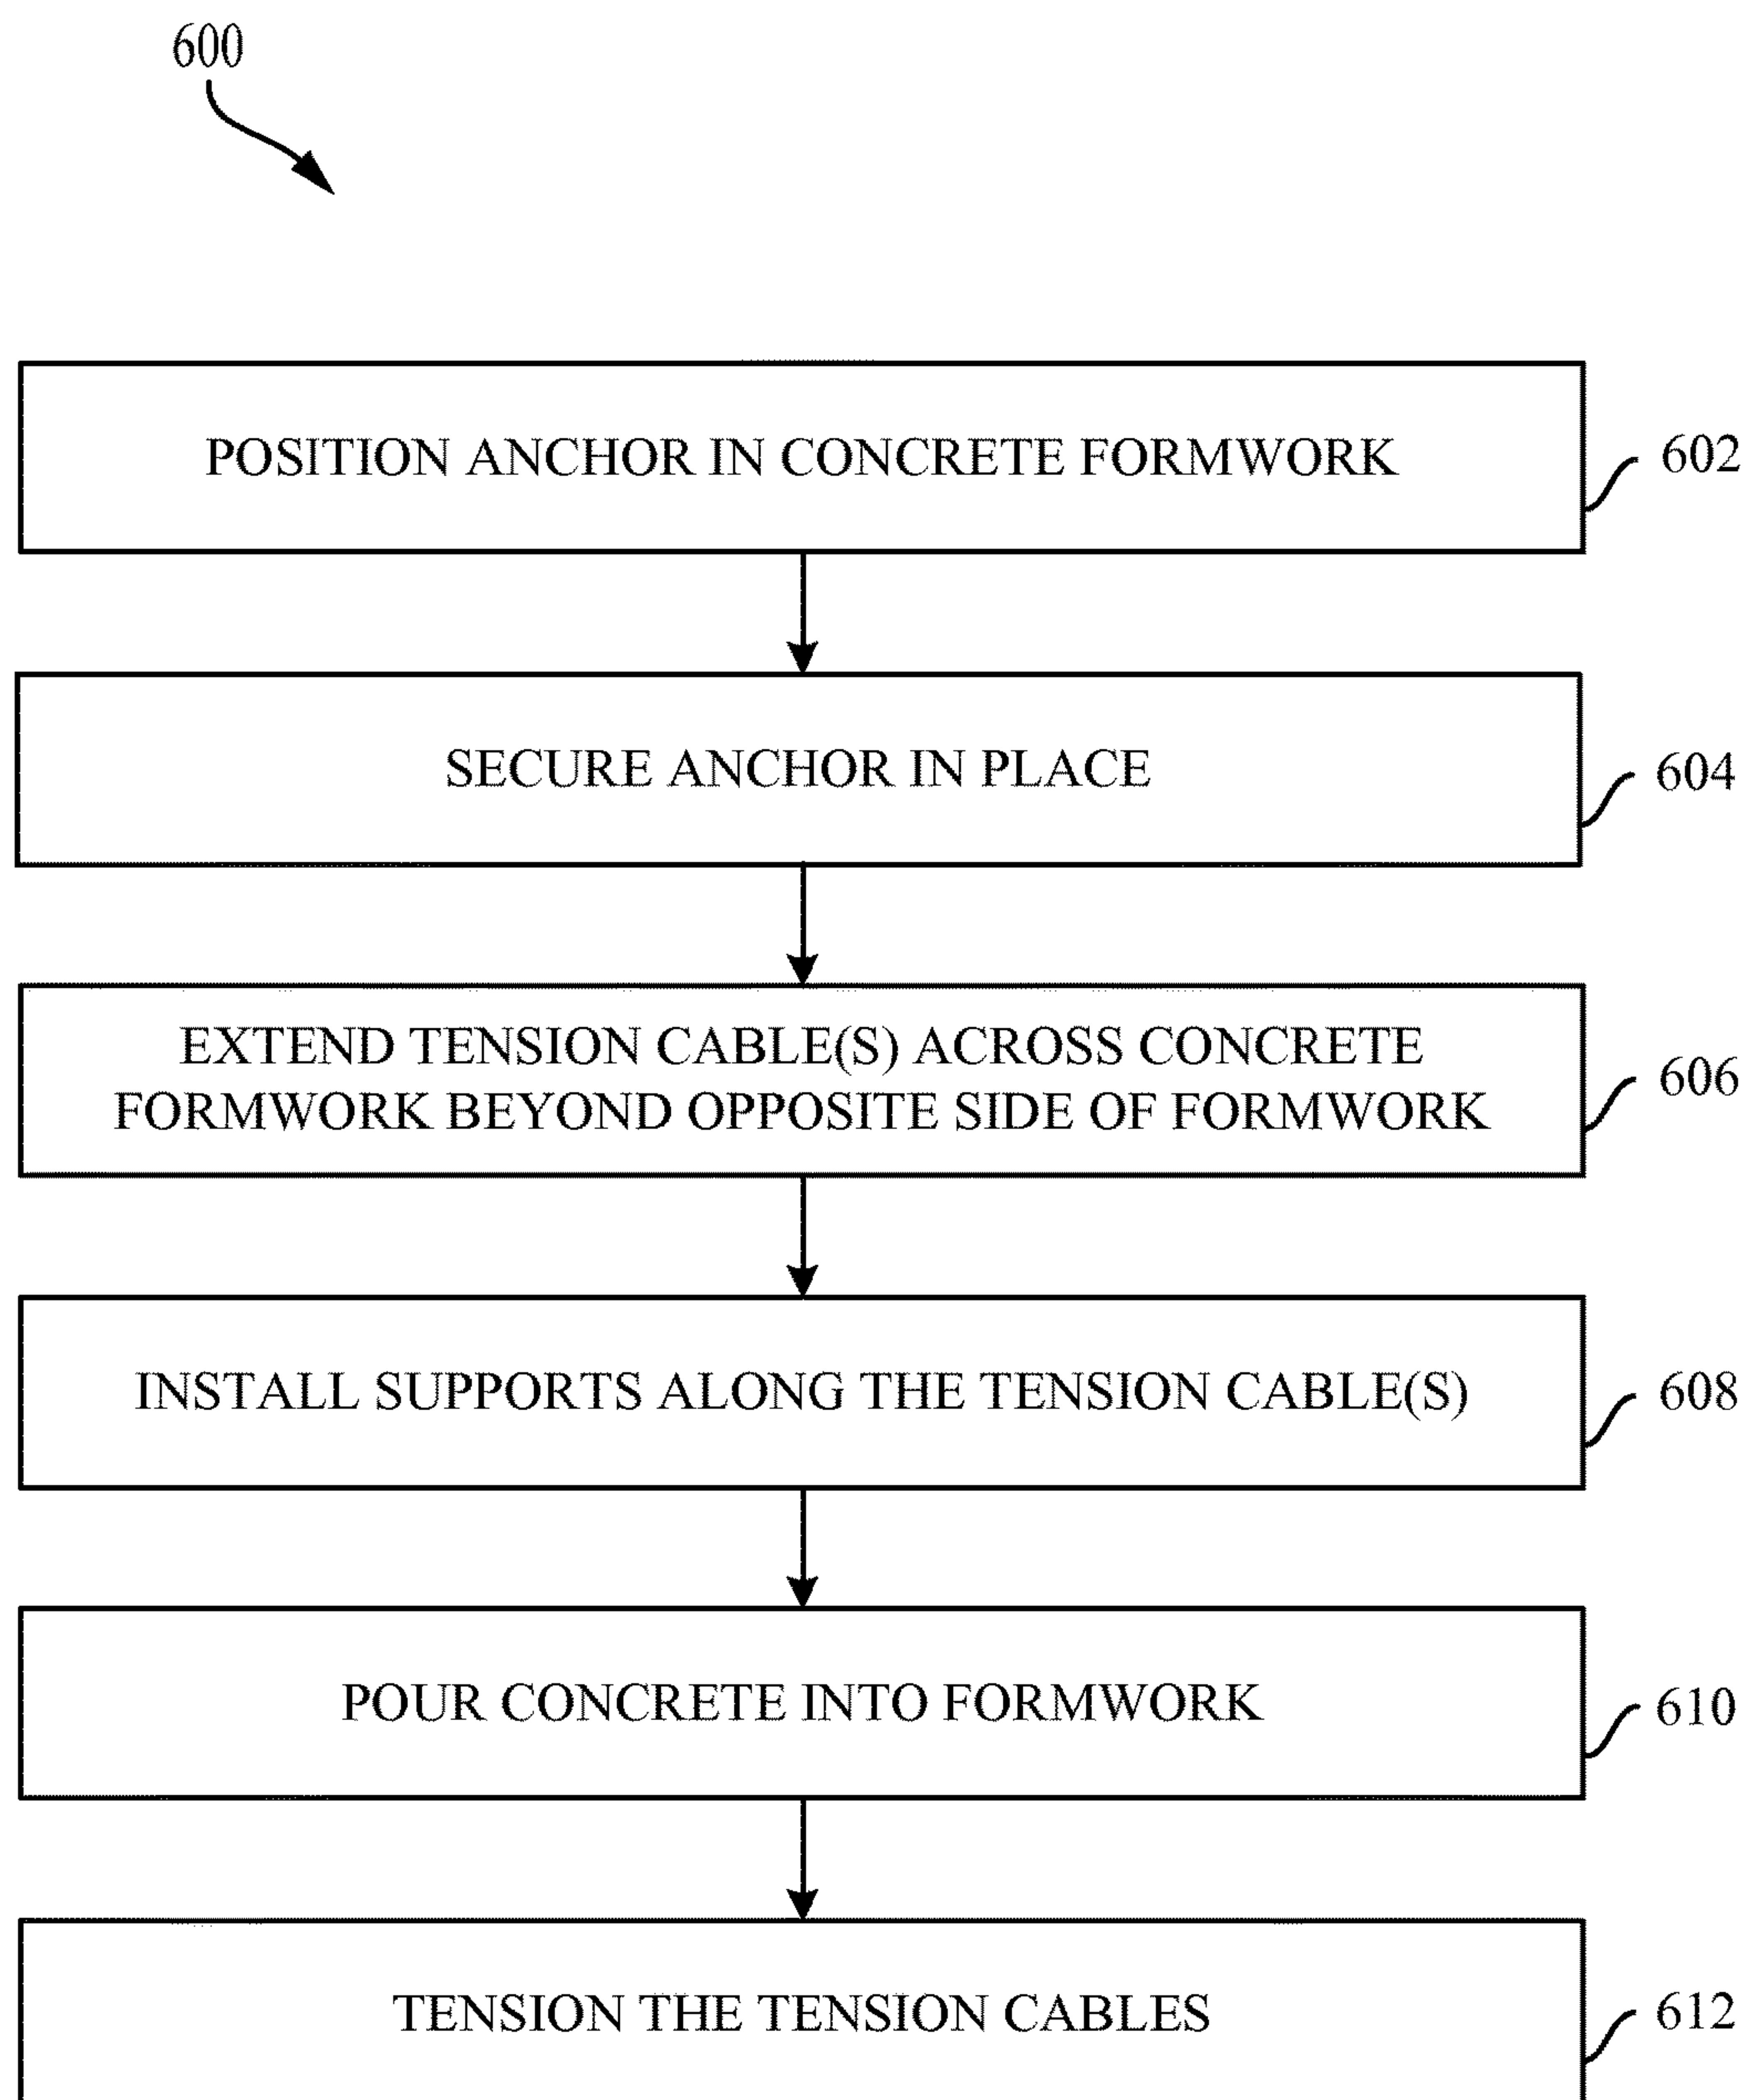 600
POSITION ANCHOR IN CONCRETE FORMWORK
602
SECURE ANCHOR IN PLACE
604
EXTEND TENSION CABLE(S) ACROSS CONCRETE
FORMWORK BEYOND OPPOSITE SIDE OF FORMWORK
606
INSTALL SUPPORTS ALONG THE TENSION CABLE(S)
608
POUR CONCRETE INTO FORMWORK
610
TENSION THE TENSION CABLES
612